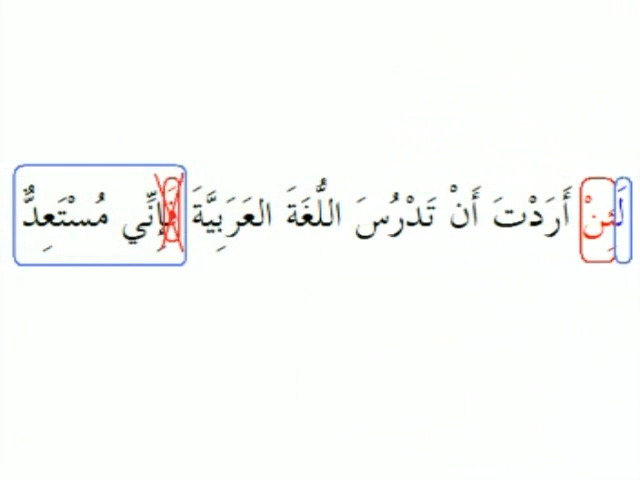 لَئِنْ أَرَدْتَ أَنْ تَدْرُسَ اللُّغَةَ العَرَبِيَّةَ فَإِنِّي مُسْتَعِدٌّ